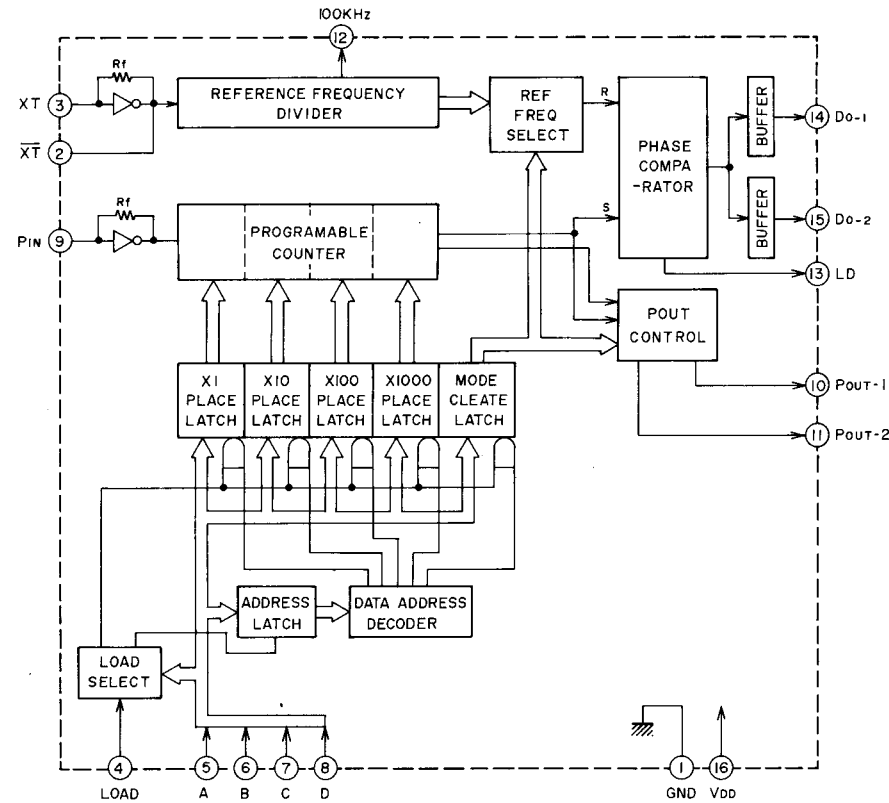 100KHz
12
Rf
XT
3
REFERENCE FREQUENCY
DIVIDER
REF
FREQ
SELECT
R
PHASE
COMPA
-RATOR
BUFFER
14
Do-1
XT
2
Rf
PIN
9
PROGRAMABLE
COUNTER
S
BUFFER
15
Do-2
13
LD
POUT
CONTROL
X1
PLACE
LATCH
X10
PLACE
LATCH
X100
PLACE
LATCH
X1000
PLACE
LATCH
MODE
CLEATE
LATCH
10
POUT-1
11
POUT-2
ADDRESS
LATCH
DATA ADDRESS
DECODER
LOAD
SELECT
4
5
6
7
8
1
16
LOAD
A
B
C
D
GND
VDD